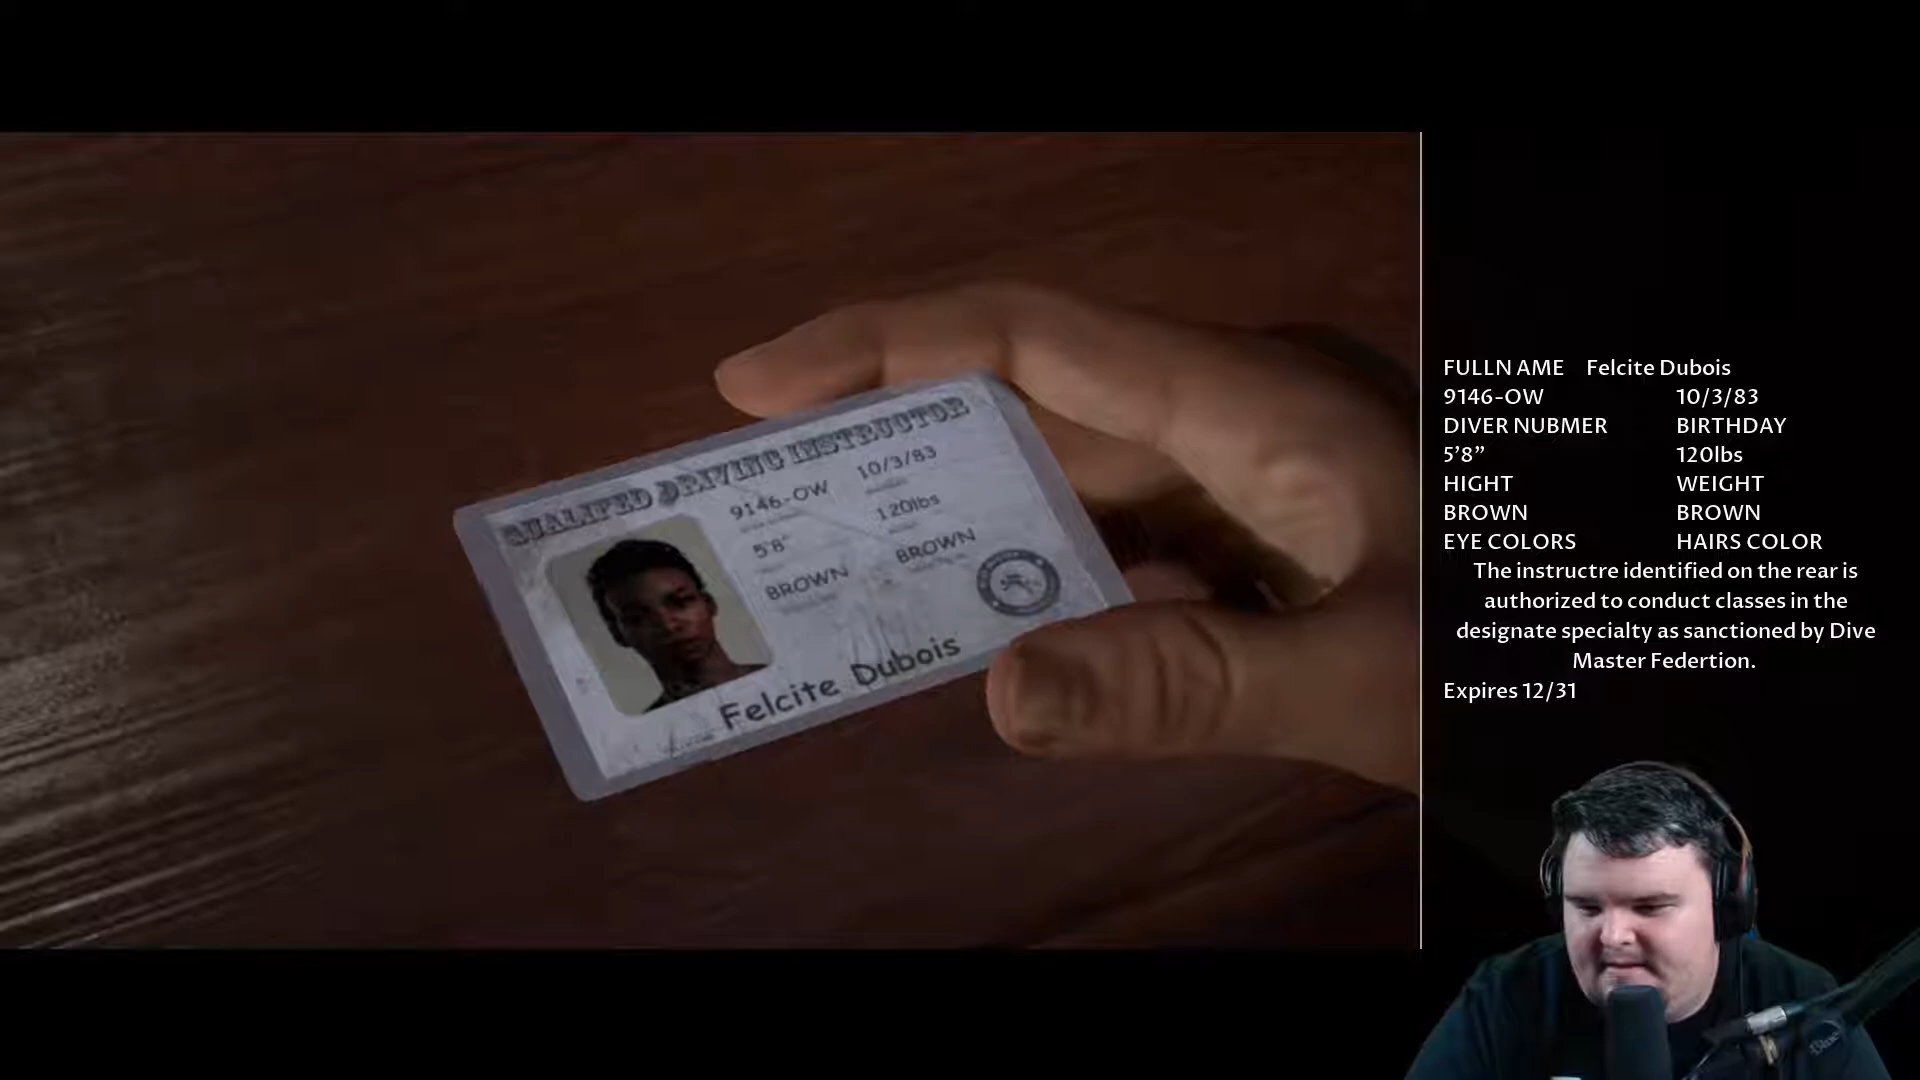 QUALIFED DRIVING INSTRUCTOR
9146-OW 10/3/83
5'8" 120lbs
BROWN BROWN
Felcite Dubois
FULLN AME Felcite Dubois
9146-OW 10/3/83
DIVER NUBMER BIRTHDAY
5’8” 120lbs
HIGHT WEIGHT
BROWN BROWN
EYE COLORS HAIRS COLOR
The instructre identified on the rear is
authorized to conduct classes in the
designate specialty as sanctioned by Dive
Master Federtion.
Expires 12/31
Blue